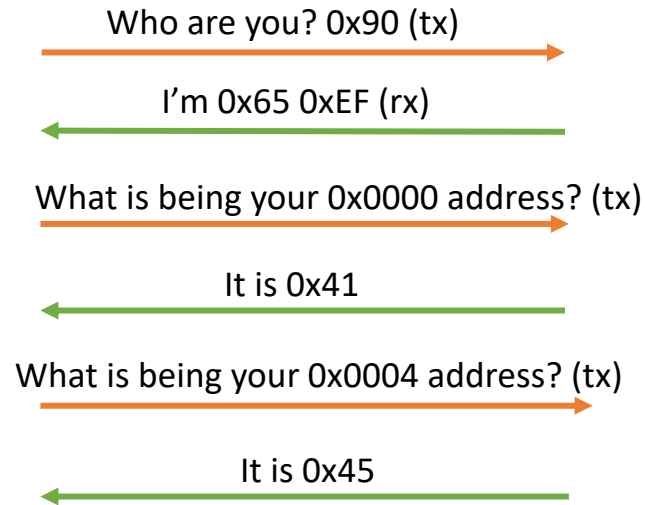 Who are you? 0x90 (tx)
I’m 0x65 0xEF (rx)
What is being your 0x0000 address? (tx)
It is 0x41
What is being your 0x0004 address? (tx)
It is 0x45